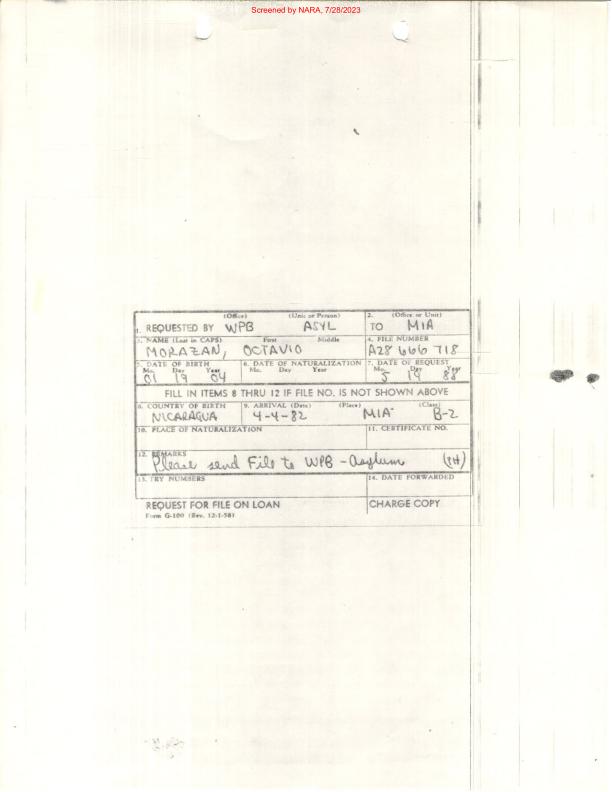 Screened by NARA, 7/28/2023
(Office) (Unit or Person) 2. (Office or Unit)
1. REQUESTED BY WPB ASYL TO MIA
3. NAME (Last in CAPS) First Middle 4. FILE NUMBER
MORAZAN, OCTAVIO A28 666 718
5. DATE OF BIRTH 6. DATE OF NATURALIZATION 7. DATE OF REQUEST
Mo. Day Year Mo. Day Year Mo. Day Year
01 19 04 5 19 88
FILL IN ITEMS 8 THRU 12 IF FILE NO. IS NOT SHOWN ABOVE
8. COUNTRY OF BIRTH 9. ARRIVAL (Date) (Place) (Class)
NICARAGUA 4-4-82 MIA B-2
10. PLACE OF NATURALIZATION 11. CERTIFICATE NO.
12. REMARKS
Please send File to WPB - Asylum
13. TRY NUMBERS 14. DATE FORWARDED
REQUEST FOR FILE ON LOAN CHARGE COPY
Form G-100 (Rev. 12-1-58)